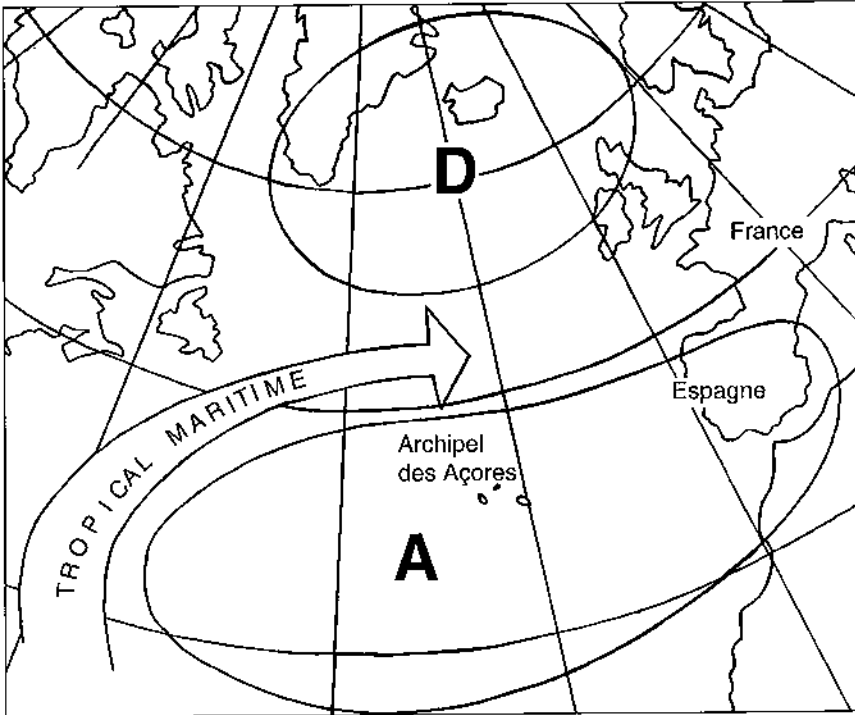 D
France
TROPICAL MARITIME
Espagne
Archipel
des Açores
A